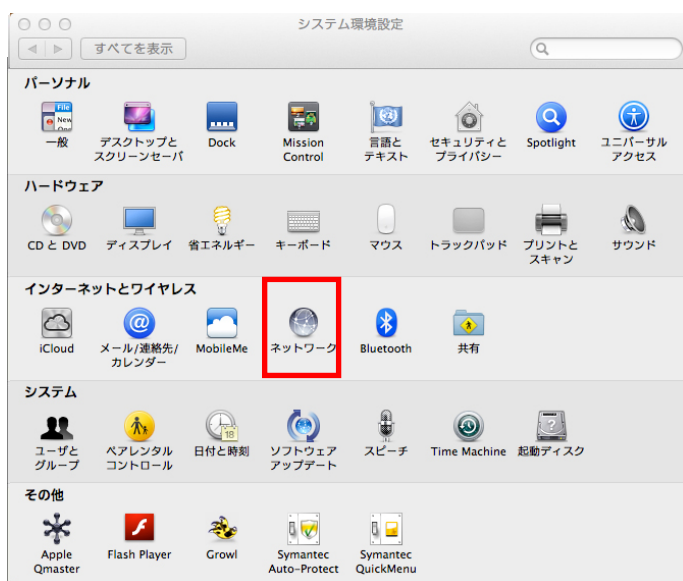 システム環境設定
すべてを表示
パーソナル
File
New
一般
デスクトップと
スクリーンセーバ
Dock
Mission
Control
言語と
テキスト
セキュリティと
プライバシー
Spotlight
ユニバーサル
アクセス
ハードウェア
CD と DVD
ディスプレイ
省エネルギー
キーボード
マウス
トラックパッド
プリントと
スキャン
サウンド
インターネットとワイヤレス
iCloud
メール/連絡先/
カレンダー
MobileMe
ネットワーク
Bluetooth
共有
システム
ユーザと
グループ
ペアレンタル
コントロール
18
日付と時刻
ソフトウェア
アップデート
スピーチ
Time Machine
起動ディスク
その他
Apple
Qmaster
Flash Player
Growl
Symantec
Auto-Protect
Symantec
QuickMenu